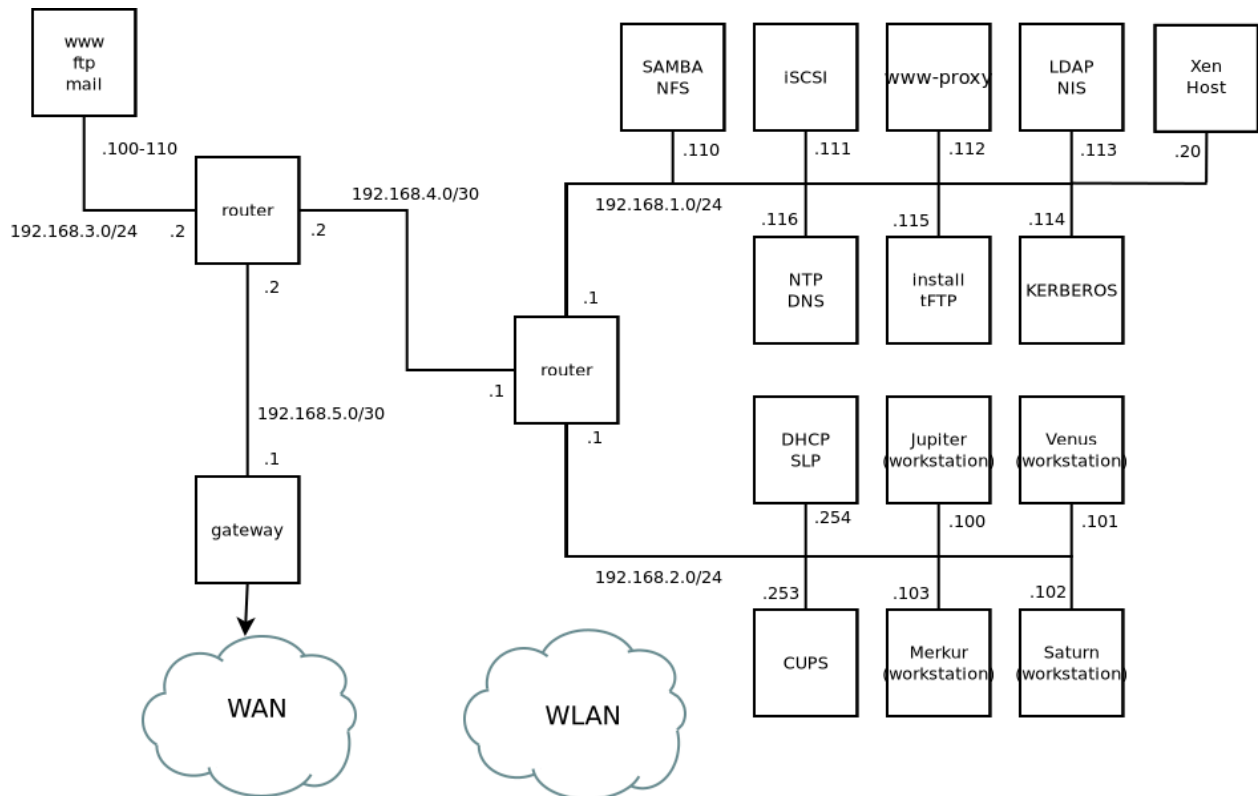 www
ftp
mail
.100-110
192.168.3.0/24
.2
router
.2
.2
192.168.4.0/30
192.168.5.0/30
.1
gateway
WAN
WLAN
router
.1
.1
.1
SAMBA
NFS
.110
iSCSI
.111
www-proxy
.112
LDAP
NIS
.113
Xen
Host
.20
192.168.1.0/24
.116
NTP
DNS
.115
install
tFTP
.114
KERBEROS
DHCP
SLP
.254
Jupiter
(workstation)
.100
Venus
(workstation)
.101
192.168.2.0/24
.253
CUPS
.103
Merkur
(workstation)
.102
Saturn
(workstation)